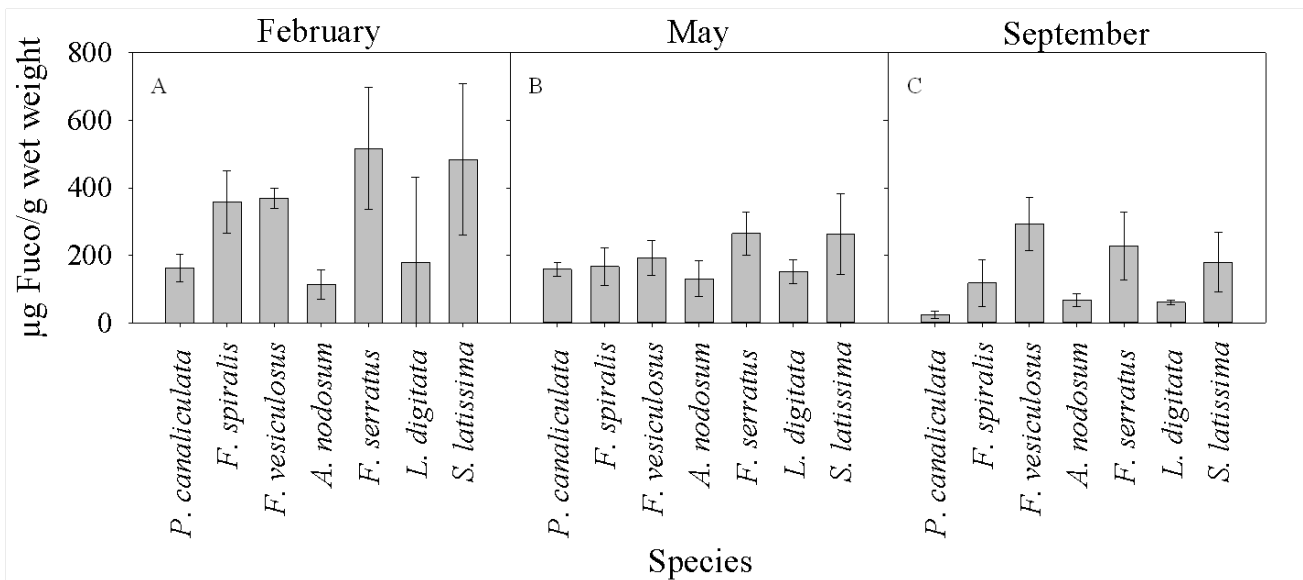 February
May
September
µg Fuco/g wet weight
800
600
400
200
0
A
B
C
P. canaliculata
F. spiralis
F. vesiculosus
A. nodosum
F. serratus
L. digitata
S. latissima
P. canaliculata
F. spiralis
F. vesiculosus
A. nodosum
F. serratus
L. digitata
S. latissima
P. canaliculata
F. spiralis
F. vesiculosus
A. nodosum
F. serratus
L. digitata
S. latissima
Species